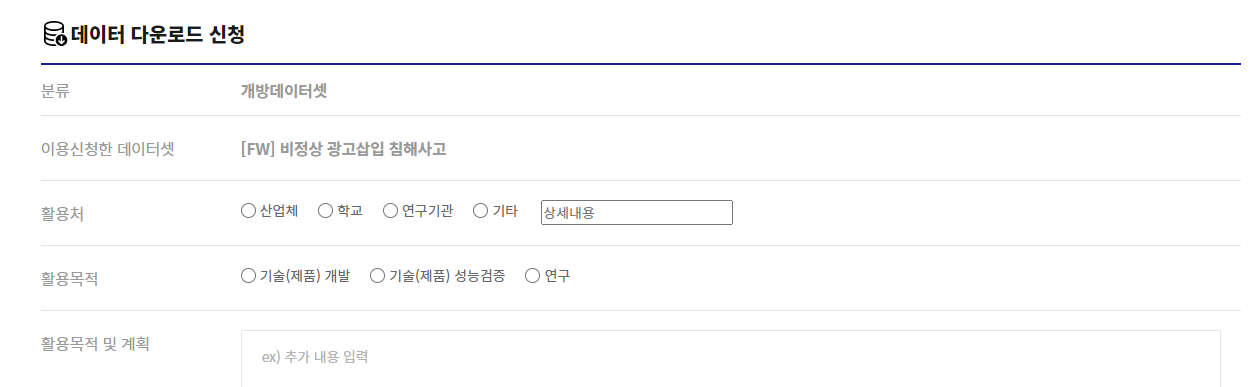 데이터 다운로드 신청
분류 개방데이터셋
이용신청한 데이터셋 [FW] 비정상 광고삽입 침해사고
활용처 산업체 학교 연구기관 기타 상세내용
활용목적 기술(제품) 개발 기술(제품) 성능검증 연구
활용목적 및 계획 ex) 추가 내용 입력